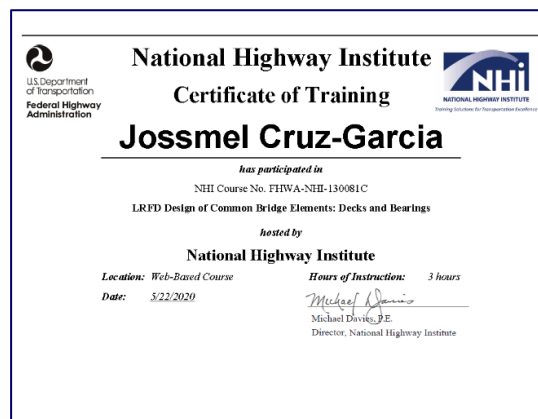 U.S. Department
of Transportation
Federal Highway
Administration
National Highway Institute
Certificate of Training
NHi
NATIONAL HIGHWAY INSTITUTE
Training Solutions for Transportation Excellence
Jossmel Cruz-Garcia
has participated in
NHI Course No. FHWA-NHI-130081C
LRFD Design of Common Bridge Elements: Decks and Bearings
hosted by
National Highway Institute
Location: Web-Based Course Hours of Instruction: 3 hours
Date: 5/22/2020
Michael Davies
Michael Davies, P.E.
Director, National Highway Institute